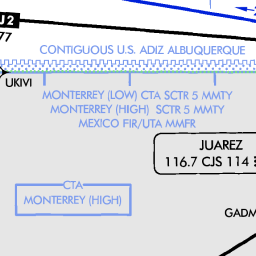 J2
77
CONTIGUOUS U.S. ADIZ ALBUQUERQUE
UKIVI
MONTERREY (LOW) CTA SCTR 5 MMTY
MONTERREY (HIGH) SCTR 5 MMTY
MEXICO FIR/UTA MMFR
JUAREZ
116.7 CJS 114
CTA
MONTERREY (HIGH)
GADM